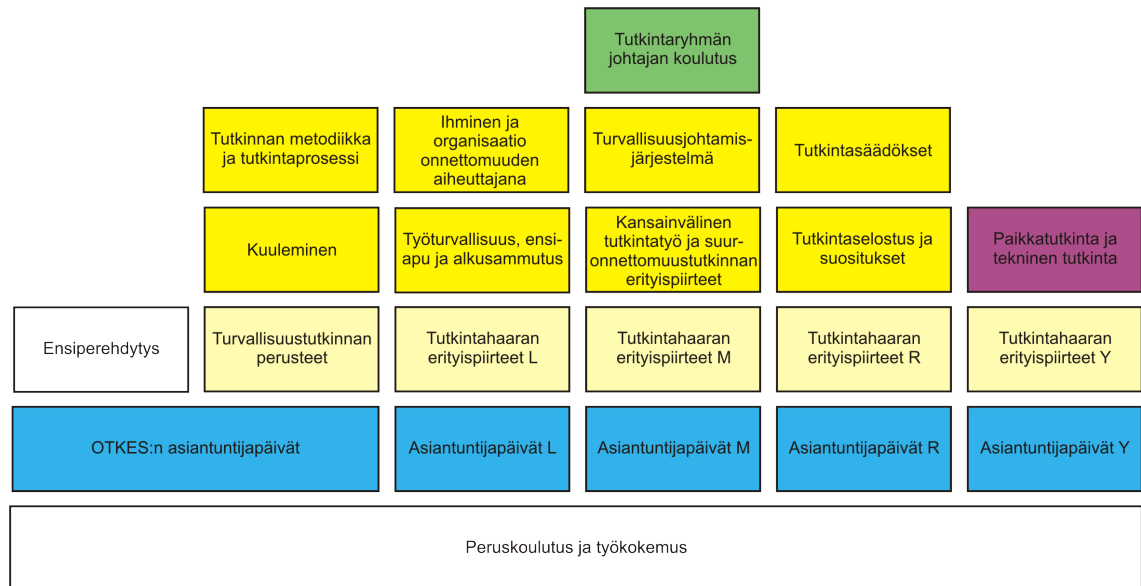 Tutkintaryhmän
johtajan koulutus
Tutkinnan metodiikka
ja tutkintaprosessi
Ihminen ja
organisaatio
onnettomuuden
aiheuttajana
Turvallisuusjohtamis-
järjestelmä
Tutkintasäädökset
Kuuleminen
Työturvallisuus, ensi-
apu ja alkusammutus
Kansainvälinen
tutkintatyö ja suur-
onnettomuustutkinnan
erityispiirteet
Tutkintaselostus ja
suositukset
Paikkatutkinta ja
tekninen tutkinta
Ensiperehdytys
Turvallisuustutkinnan
perusteet
Tutkintahaaran
erityispiirteet L
Tutkintahaaran
erityispiirteet M
Tutkintahaaran
erityispiirteet R
Tutkintahaaran
erityispiirteet Y
OTKES:n asiantuntijapäivät
Asiantuntijapäivät L
Asiantuntijapäivät M
Asiantuntijapäivät R
Asiantuntijapäivät Y
Peruskoulutus ja työkokemus